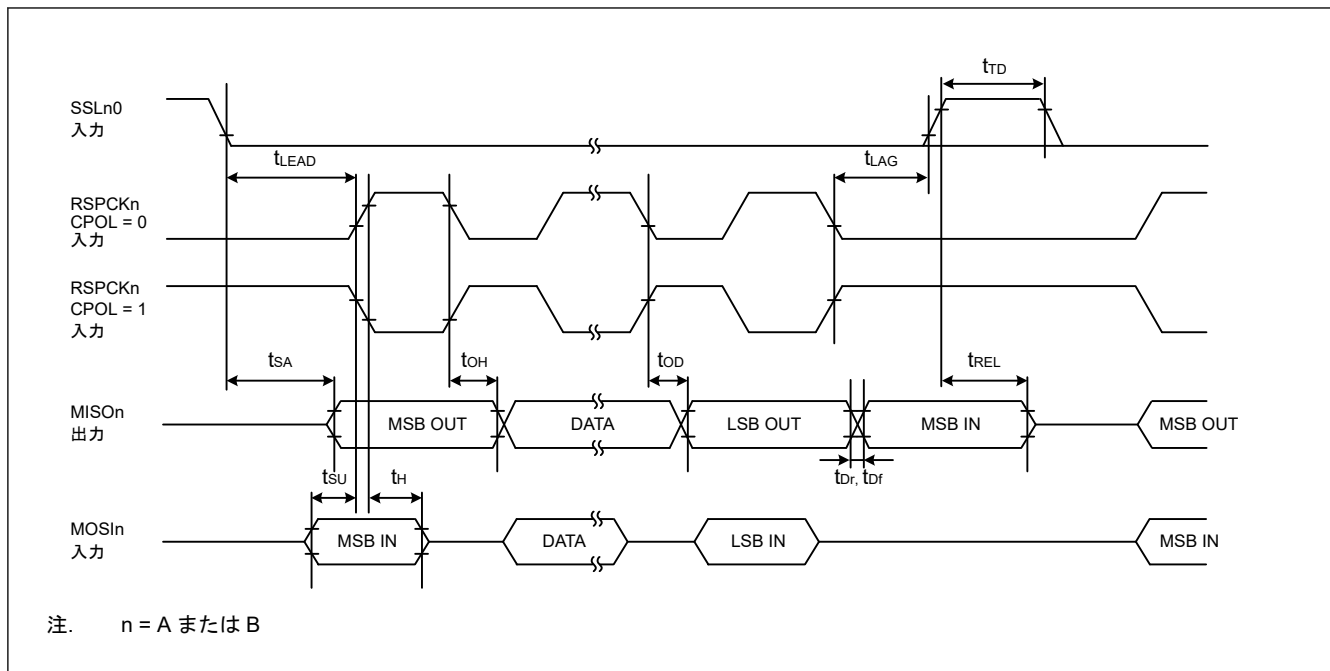 SSLn0
入力
tTD
tLEAD
tLAG
RSPCKn
CPOL = 0
入力
RSPCKn
CPOL = 1
入力
tSA
tOH
tOD
tREL
MISOn
出力
MSB OUT
DATA
LSB OUT
MSB IN
MSB OUT
tDr, tDf
tSU
tH
MOSIn
入力
MSB IN
DATA
LSB IN
MSB IN
注. n = A または B